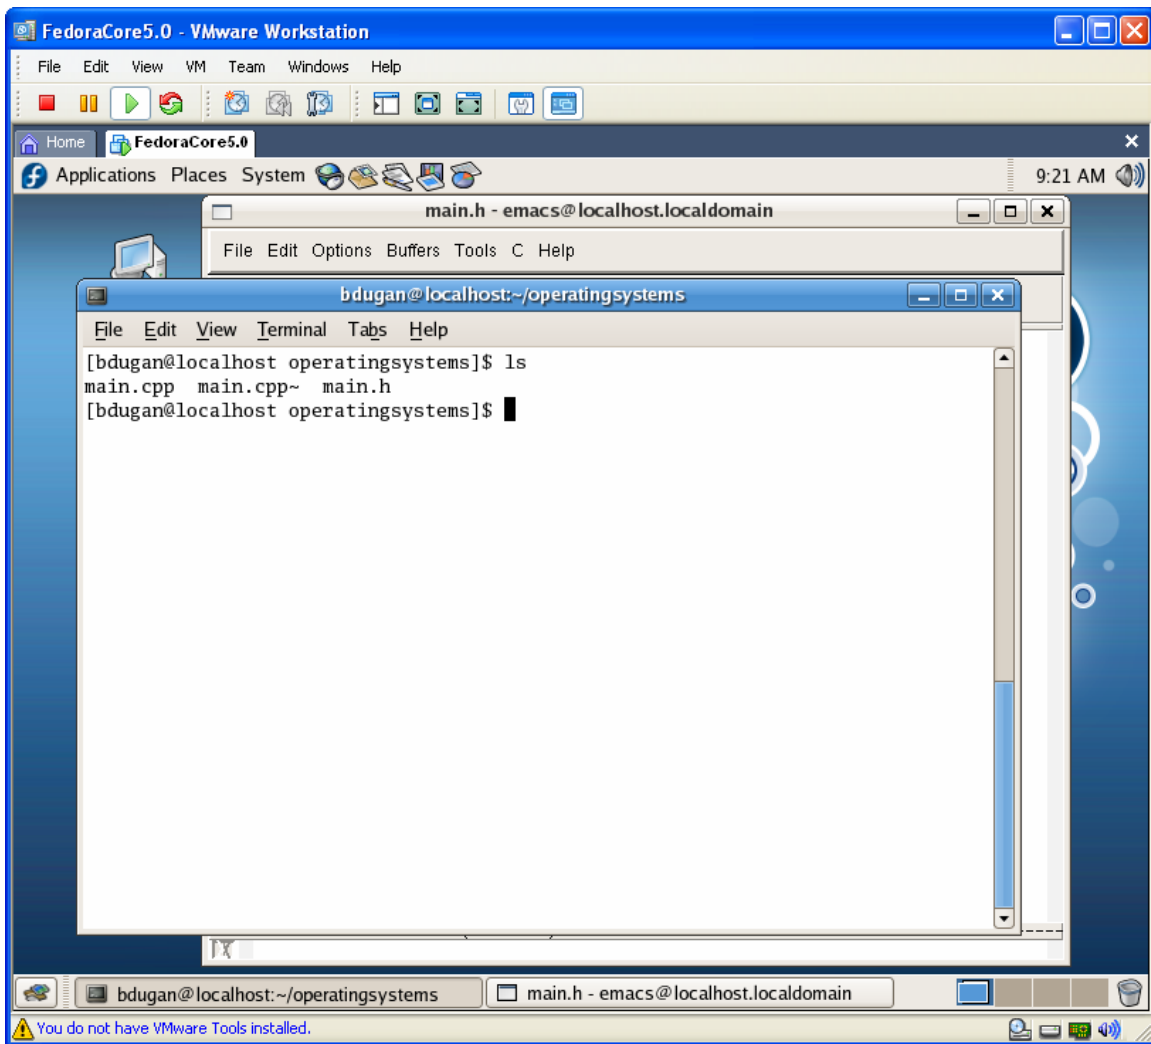 FedoraCore5.0 - VMware Workstation
File Edit View VM Team Windows Help
Home FedoraCore5.0
Applications Places System 9:21 AM
main.h - emacs@localhost.localdomain
File Edit Options Buffers Tools C Help
bdugan@localhost:~/operatingsystems
File Edit View Terminal Tabs Help
[bdugan@localhost operatingsystems]$ ls
main.cpp main.cpp~ main.h
[bdugan@localhost operatingsystems]$
bdugan@localhost:~/operatingsystems main.h - emacs@localhost.localdomain
You do not have VMware Tools installed.